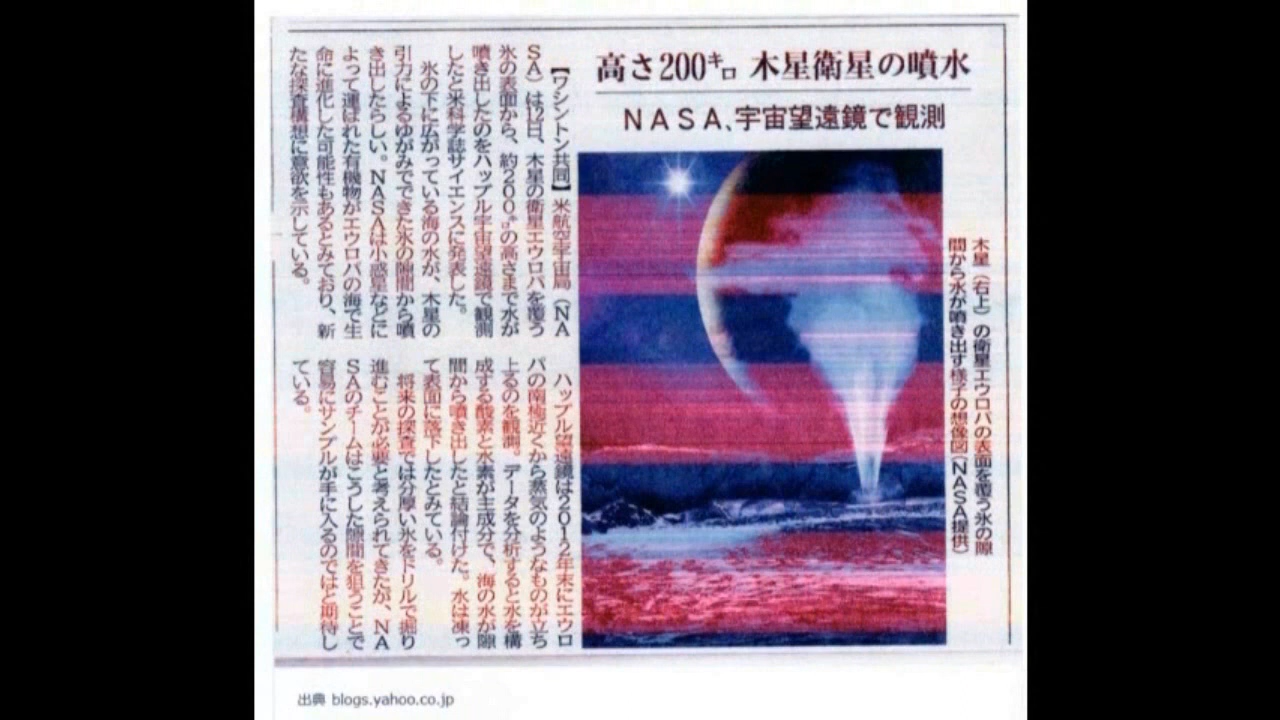 高さ200㌔ 木星衛星の噴水
NASA、宇宙望遠鏡で観測
木星（右上）の衛星エウロパの表面を覆う氷の隙
間から水が噴き出す様子の想像図（NASA提供）
【ワシントン共同】米航空宇宙局（NA
SA）は12日、木星の衛星エウロパを覆う
氷の表面から、約200㌔の高さまで水が
噴き出したのをハッブル宇宙望遠鏡で観測
したと米科学誌サイエンスに発表した。
氷の下に広がっている海の水が、木星の
引力によるゆがみでできた氷の隙間から噴
き出したらしい。NASAは小惑星などに
よって運ばれた有機物がエウロパの海で生
命に進化した可能性もあるとみており、新
たな探査構想に意欲を示している。
ハッブル望遠鏡は2012年末にエウロ
パの南極近くから蒸気のようなものが立ち
上るのを観測。データを分析すると水を構
成する酸素と水素が主成分で、海の水が隙
間から噴き出したと結論付けた。水は凍っ
て表面に落下したとみている。
将来の探査では分厚い氷をドリルで掘り
進むことが必要と考えられてきたが、NA
SAのチームはこうした隙間を狙うことで
容易にサンプルが手に入るのではと期待し
ている。
出典 blogs.yahoo.co.jp